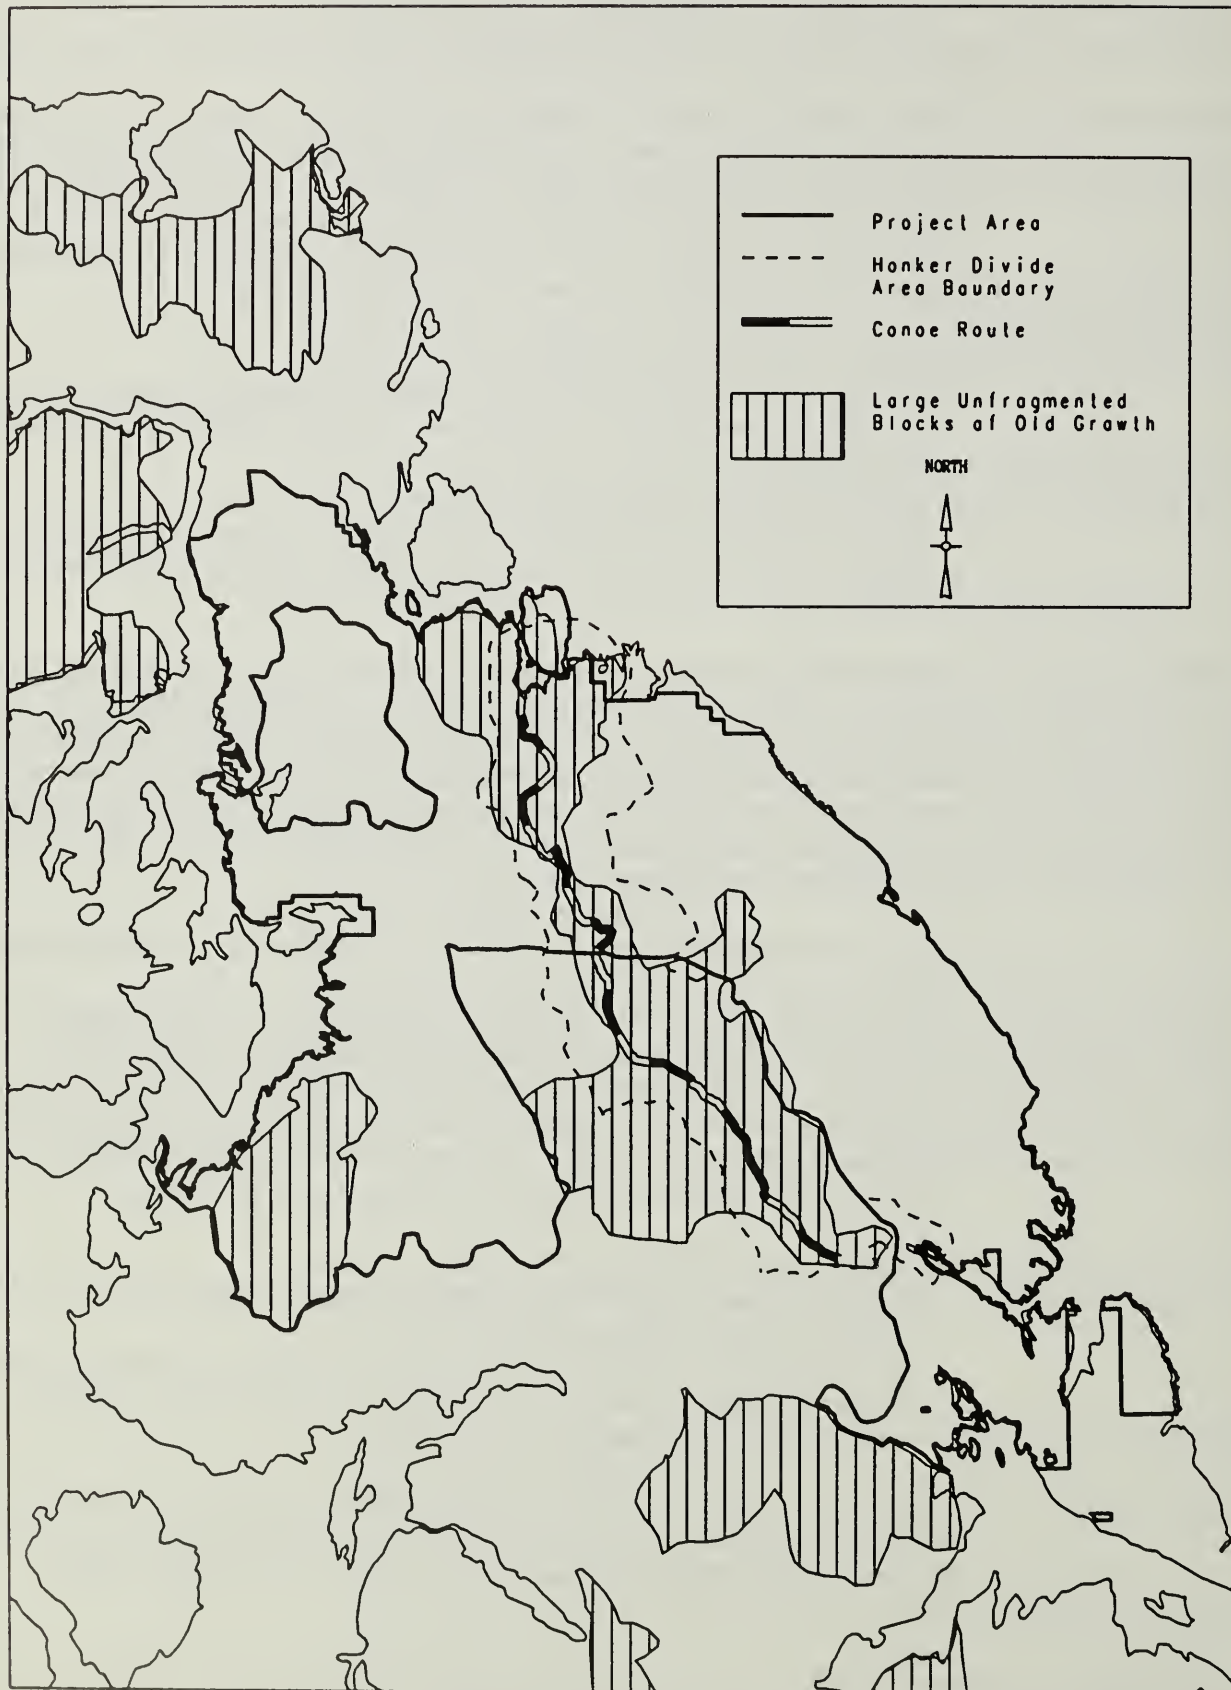 Project Area
Honker Divide
Area Boundary
Canoe Route
Large Unfragmented
Blocks of Old Growth
NORTH